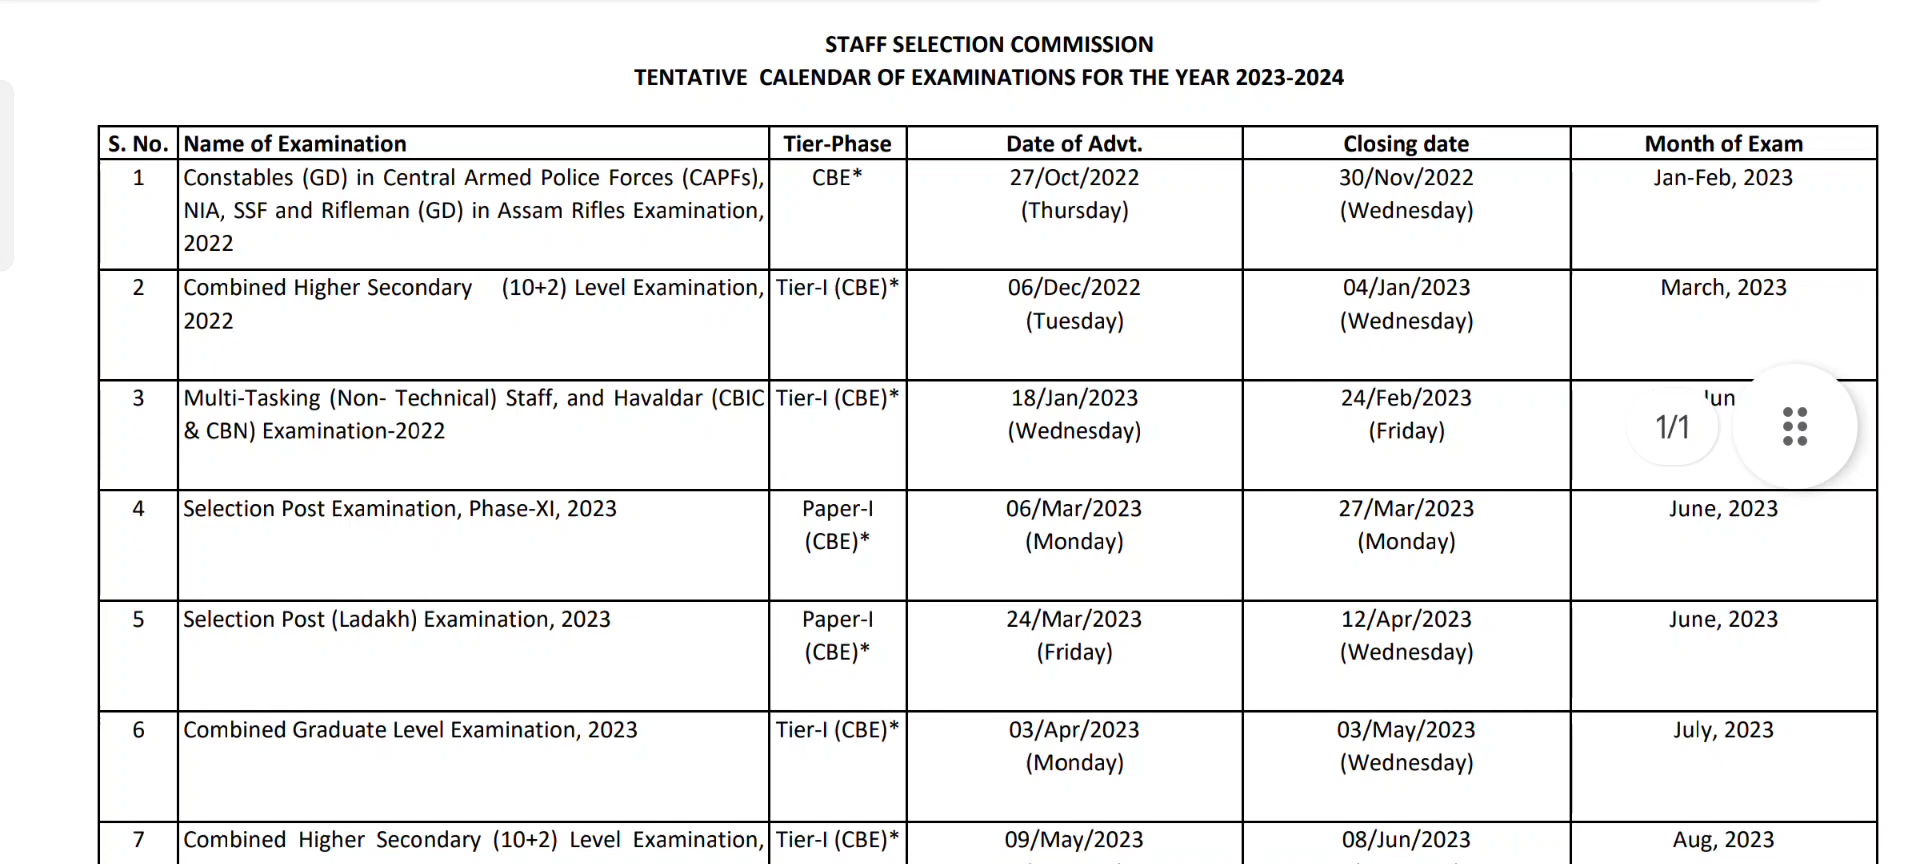 STAFF SELECTION COMMISSION
TENTATIVE CALENDAR OF EXAMINATIONS FOR THE YEAR 2023-2024
S. No. Name of Examination Tier-Phase Date of Advt. Closing date Month of Exam
1 Constables (GD) in Central Armed Police Forces (CAPFs), CBE* 27/Oct/2022 30/Nov/2022 Jan-Feb, 2023
NIA, SSF and Rifleman (GD) in Assam Rifles Examination, (Thursday) (Wednesday)
2022
2 Combined Higher Secondary (10+2) Level Examination, Tier-I (CBE)* 06/Dec/2022 04/Jan/2023 March, 2023
2022 (Tuesday) (Wednesday)
3 Multi-Tasking (Non- Technical) Staff, and Havaldar (CBIC Tier-I (CBE)* 18/Jan/2023 24/Feb/2023
& CBN) Examination-2022 (Wednesday) (Friday) 1/1
4 Selection Post Examination, Phase-XI, 2023 Paper-I 06/Mar/2023 27/Mar/2023 June, 2023
(CBE)* (Monday) (Monday)
5 Selection Post (Ladakh) Examination, 2023 Paper-I 24/Mar/2023 12/Apr/2023 June, 2023
(CBE)* (Friday) (Wednesday)
6 Combined Graduate Level Examination, 2023 Tier-I (CBE)* 03/Apr/2023 03/May/2023 July, 2023
(Monday) (Wednesday)
7 Combined Higher Secondary (10+2) Level Examination, Tier-I (CBE)* 09/May/2023 08/Jun/2023 Aug, 2023